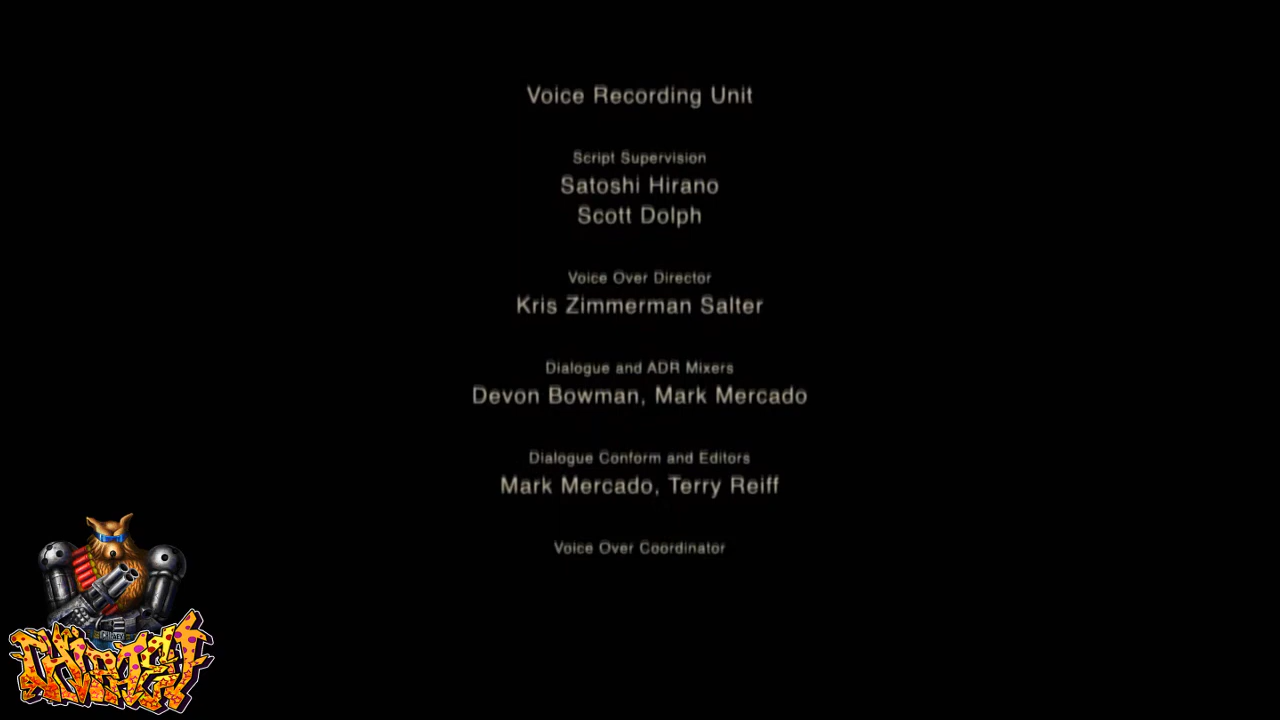 Voice Recording Unit
Script Supervision
Satoshi Hirano
Scott Dolph
Voice Over Director
Kris Zimmerman Salter
Dialogue and ADR Mixers
Devon Bowman, Mark Mercado
Dialogue Conform and Editors
Mark Mercado, Terry Reiff
Voice Over Coordinator